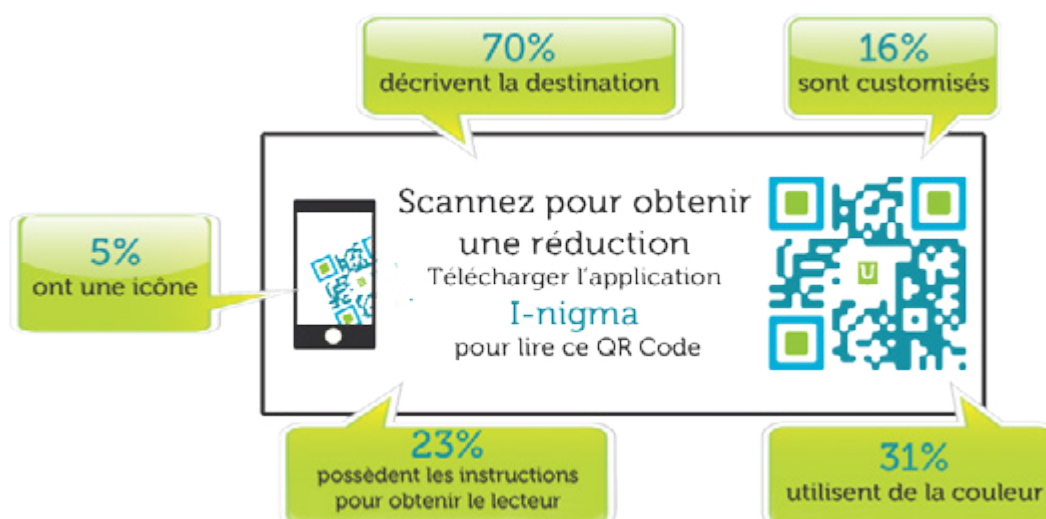 70%
décrivent la destination
16%
sont customisés
5%
ont une icône
Scannez pour obtenir
une réduction
Télécharger l'application
I-nigma
pour lire ce QR Code
U
23%
possèdent les instructions
pour obtenir le lecteur
31%
utilisent de la couleur